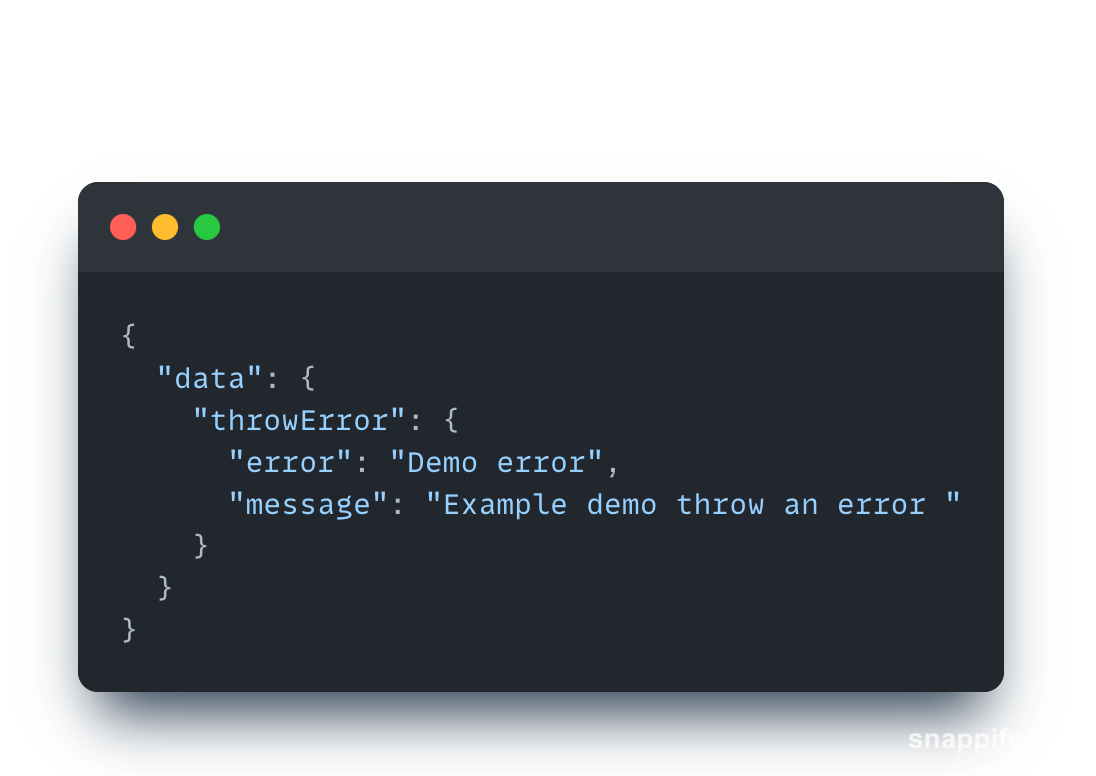 {
  "data": {
    "throwError": {
      "error": "Demo error",
      "message": "Example demo throw an error "
    }
  }
}
snappify